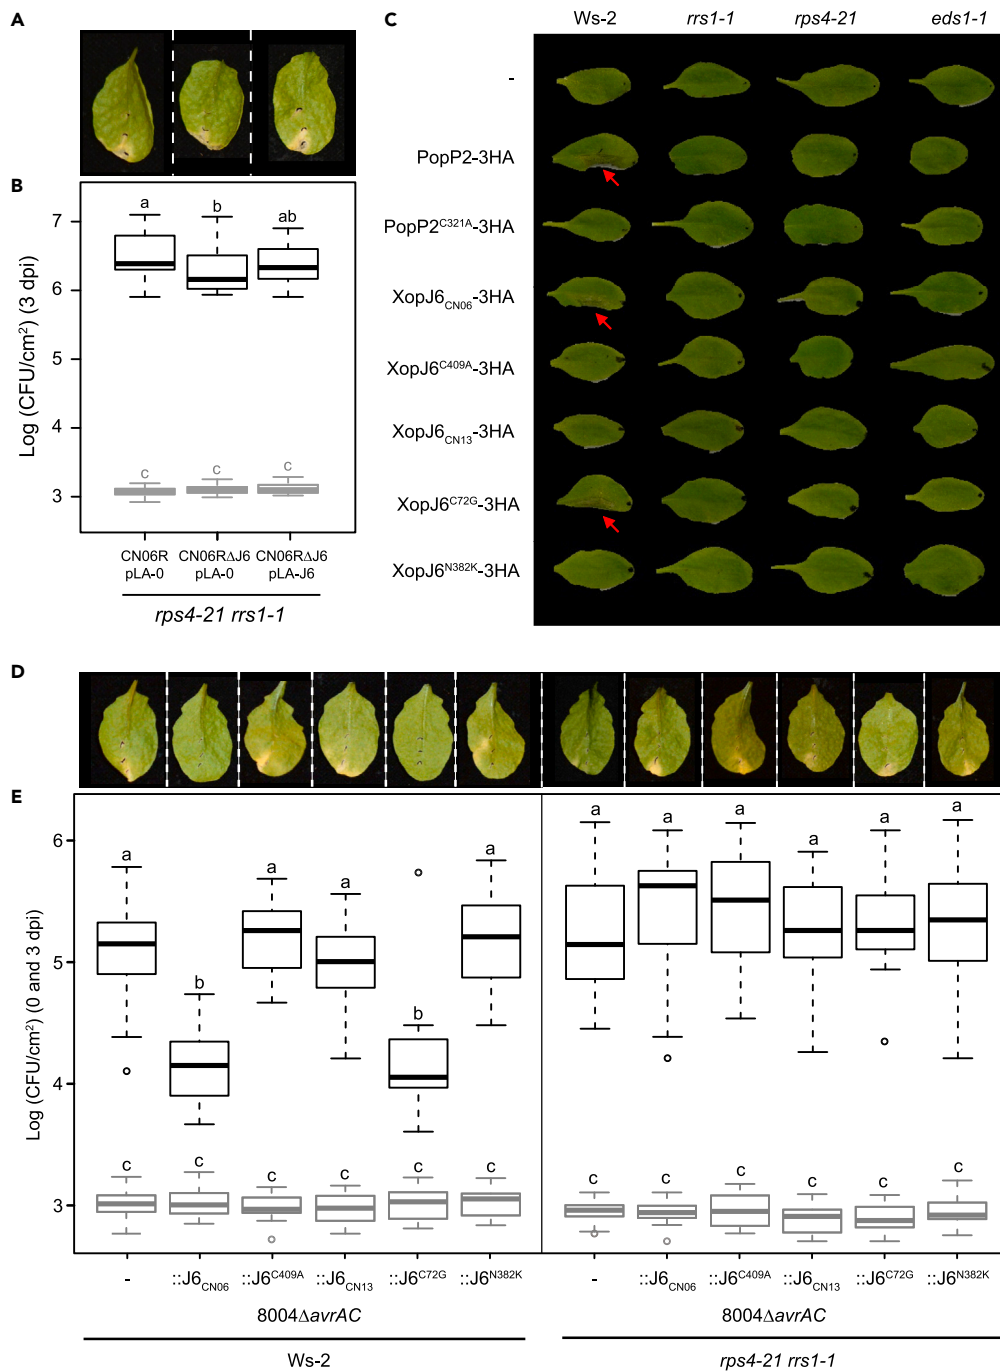 A
B
Log (CFU/cm²) (3 dpi)
7
6
5
4
3
a
b
ab
c
c
c
CN06R
pLA-0
CN06RΔJ6
pLA-0
CN06RΔJ6
pLA-J6
rps4-21 rrs1-1
C
Ws-2 rrs1-1 rps4-21 eds1-1
-
PopP2-3HA
PopP2C321A-3HA
XopJ6CN06-3HA
XopJ6C409A-3HA
XopJ6CN13-3HA
XopJ6C72G-3HA
XopJ6N382K-3HA
D
E
Log (CFU/cm²) (0 and 3 dpi)
6
5
4
3
a
b
a
a
b
a
a
a
a
a
a
a
c
c
c
c
c
c
c
c
c
c
c
c
- ::J6CN06 ::J6C409A ::J6CN13 ::J6C72G ::J6N382K
- ::J6CN06 ::J6C409A ::J6CN13 ::J6C72G ::J6N382K
8004ΔavrAC
8004ΔavrAC
Ws-2
rps4-21 rrs1-1